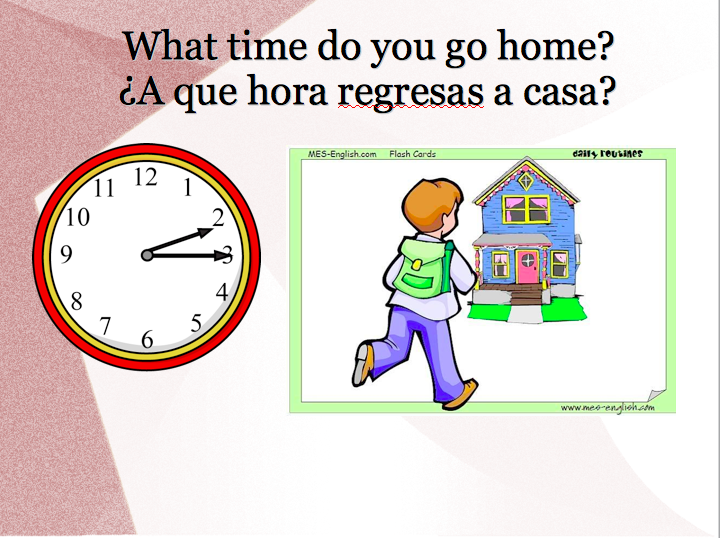 What time do you go home?
¿A que hora regresas a casa?
MES-English.com Flash Cards
daily routines
12
11
1
10
2
9
3
8
4
7
5
6
www.mes-english.com